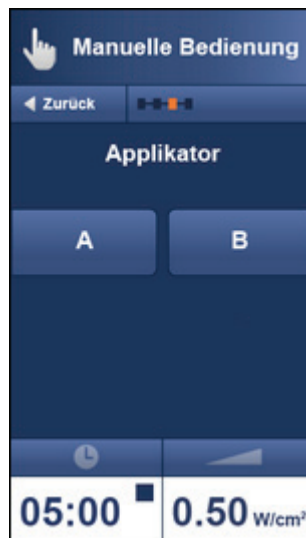 Manuelle Bedienung
Zurück
Applikator
A B
05:00 0.50 W/cm²